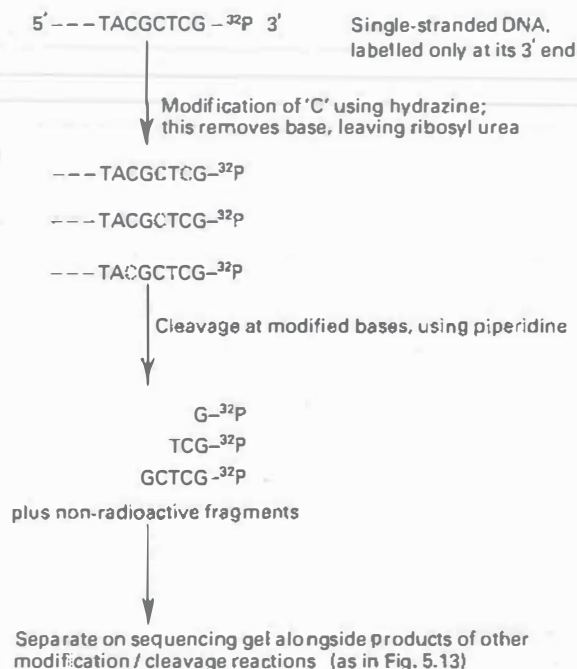 5' ---TACGCTCG -³²P 3'
Single-stranded DNA,
labelled only at its 3' end
Modification of 'C' using hydrazine;
this removes base, leaving ribosyl urea
---TACGCTCG-³²P
---TACGCTCG-³²P
---TACGCTCG-³²P
Cleavage at modified bases, using piperidine
G-³²P
TCG-³²P
GCTCG-³²P
plus non-radioactive fragments
Separate on sequencing gel alongside products of other
modification/cleavage reactions (as in Fig. 5.13)